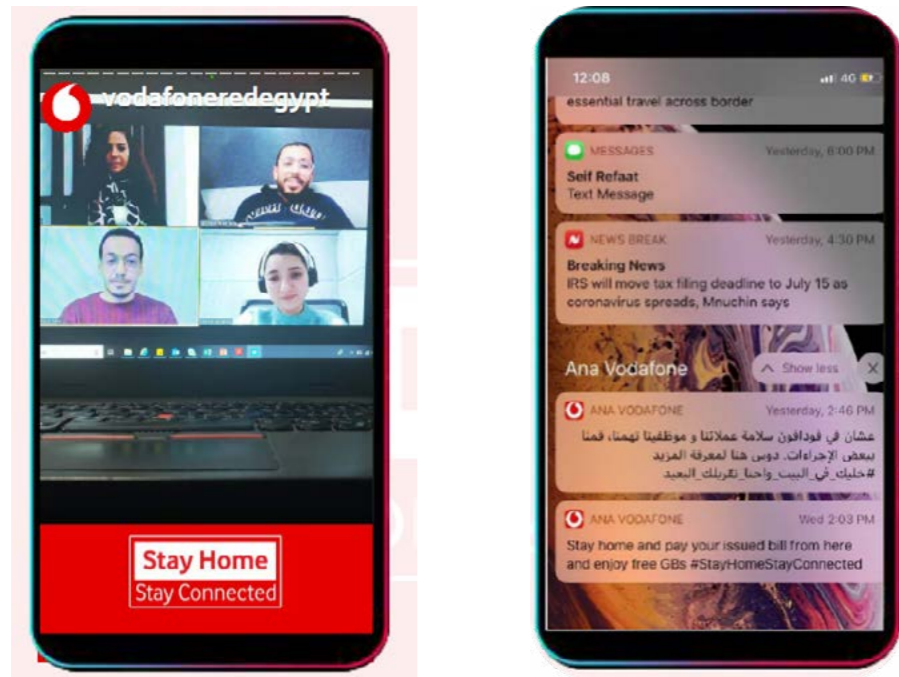 vodafoneredegypt
Stay Home
Stay Connected
12:08
4G
essential travel across border
MESSAGES
Yesterday, 6:00 PM
Seif Refaat
Text Message
NEWS BREAK
Yesterday, 4:30 PM
Breaking News
IRS will move tax filing deadline to July 15 as
coronavirus spreads, Mnuchin says
Ana Vodafone
Show less
ANA VODAFONE
Yesterday, 2:46 PM
عشان في فودافون سلامة عملائنا و موظفينا تهمنا، قمنا
ببعض الإجراءات. دوس هنا لمعرفة المزيد
#خليك_في_البيت_واحنا_نقربلك_البعيد
ANA VODAFONE
Wed 2:03 PM
Stay home and pay your issued bill from here
and enjoy free GBs #StayHomeStayConnected